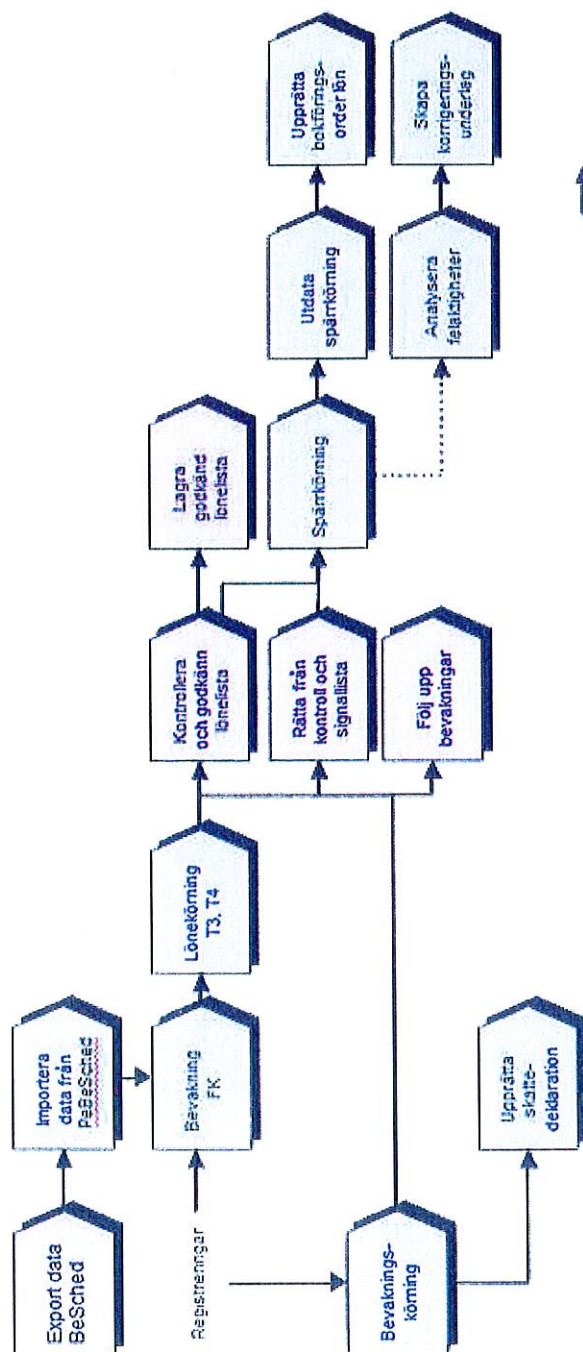 Export data
BeSched
Importera
data från
PeBeSched
Registreringar
Bevakning
FK
Lönekörning
T3, T4
Bevaknings-
körning
Upprätta
skatte-
deklaration
Kontrollera
och godkänn
lönelista
Rätta från
kontroll och
signallista
Följ upp
bevakningar
Lagra
godkänd
lönelista
Spärrkörning
Utdata
spärrkörning
Analysera
felaktigheter
Upprätta
bokförings-
order lön
Skapa
korrigerings-
underlag